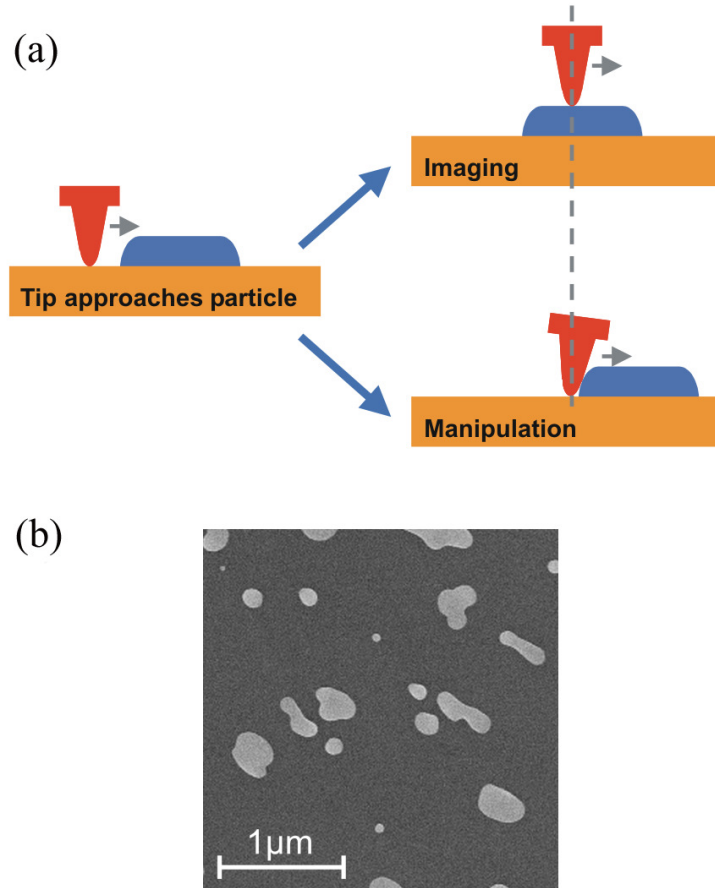 (a)
Imaging
Tip approaches particle
Manipulation
(b)
1µm